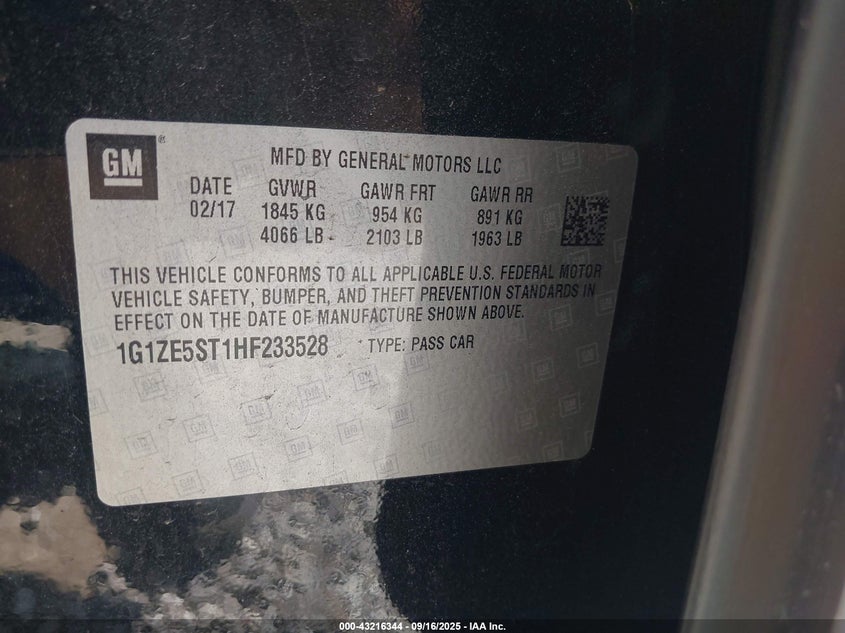 GM
®
MFD BY GENERAL MOTORS LLC
DATE GVWR GAWR FRT GAWR RR
02/17 1845 KG 954 KG 891 KG
4066 LB 2103 LB 1963 LB
THIS VEHICLE CONFORMS TO ALL APPLICABLE U.S. FEDERAL MOTOR
VEHICLE SAFETY, BUMPER, AND THEFT PREVENTION STANDARDS IN
EFFECT ON THE DATE OF MANUFACTURE SHOWN ABOVE.
1G1ZE5ST1HF233528 TYPE: PASS CAR
000-43216344 - 09/16/2025 - IAA Inc.